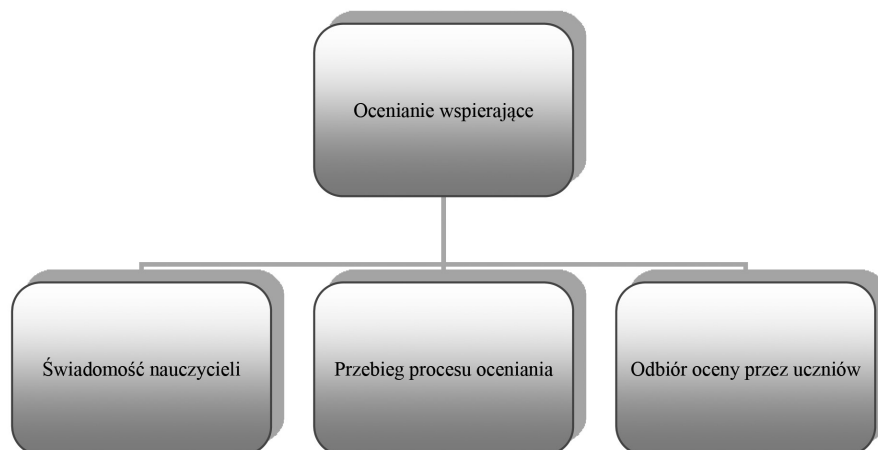 Ocenianie wspierające
Świadomość nauczycieli
Przebieg procesu oceniania
Odbiór oceny przez uczniów